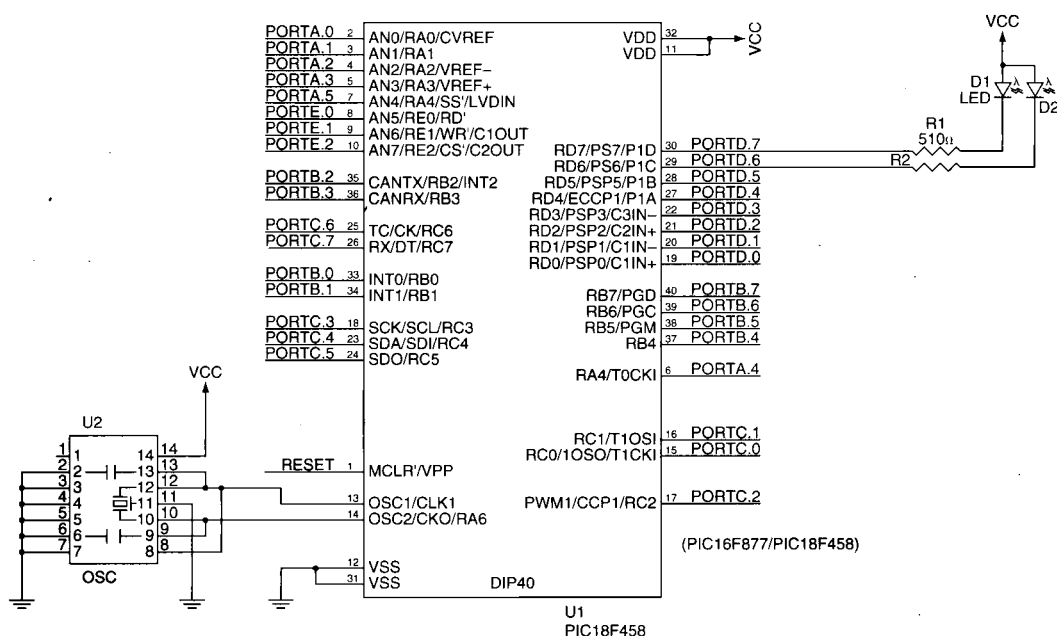 PORTA.0 2 AN0/RA0/CVREF
PORTA.1 3 AN1/RA1
PORTA.2 4 AN2/RA2/VREF−
PORTA.3 5 AN3/RA3/VREF+
PORTA.5 7 AN4/RA4/SS'/LVDIN
PORTE.0 8 AN5/RE0/RD'
PORTE.1 9 AN6/RE1/WR'/C1OUT
PORTE.2 10 AN7/RE2/CS'/C2OUT
PORTB.2 35 CANTX/RB2/INT2
PORTB.3 36 CANRX/RB3
PORTC.6 25 TC/CK/RC6
PORTC.7 26 RX/DT/RC7
PORTB.0 33 INT0/RB0
PORTB.1 34 INT1/RB1
PORTC.3 18 SCK/SCL/RC3
PORTC.4 23 SDA/SDI/RC4
PORTC.5 24 SDO/RC5
RESET 1 MCLR'/VPP
13 OSC1/CLK1
14 OSC2/CKO/RA6
12 VSS
31 VSS
DIP40
VDD 32
VDD 11
VCC
RD7/PS7/P1D 30 PORTD.7
RD6/PS6/P1C 29 PORTD.6
RD5/PSP5/P1B 28 PORTD.5
RD4/ECCP1/P1A 27 PORTD.4
RD3/PSP3/C3IN− 22 PORTD.3
RD2/PSP2/C2IN+ 21 PORTD.2
RD1/PSP1/C1IN− 20 PORTD.1
RD0/PSP0/C1IN+ 19 PORTD.0
RB7/PGD 40 PORTB.7
RB6/PGC 39 PORTB.6
RB5/PGM 38 PORTB.5
RB4 37 PORTB.4
RA4/T0CKI 6 PORTA.4
RC1/T1OSI 16 PORTC.1
RC0/1OSO/T1CKI 15 PORTC.0
PWM1/CCP1/RC2 17 PORTC.2
(PIC16F877/PIC18F458)
U1
PIC18F458
VCC
D1
LED
λ
λ
D2
R1
510Ω
R2
VCC
U2
1 1 14 14
2 2 13 13
3 3 12 12
4 4 11 11
5 5 10 10
6 6 9 9
7 7 8 8
OSC